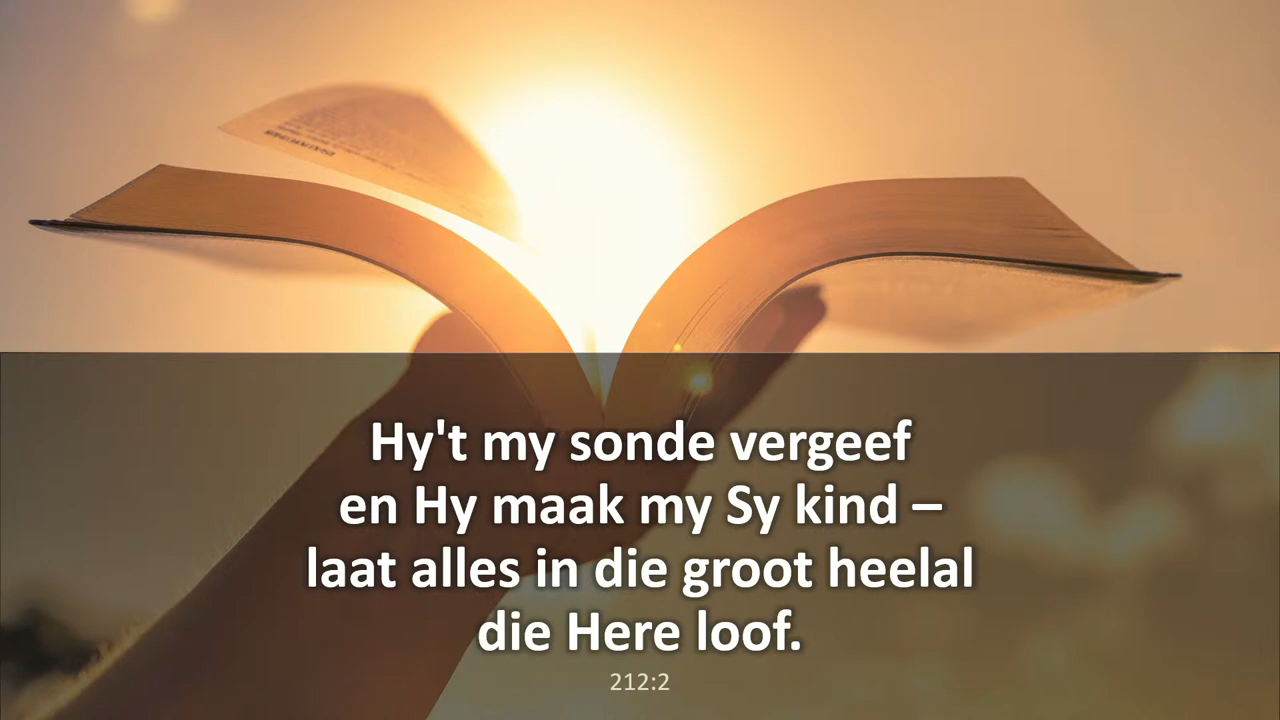 Hy't my sonde vergeef
en Hy maak my Sy kind –
laat alles in die groot heelal
die Here loof.
212:2